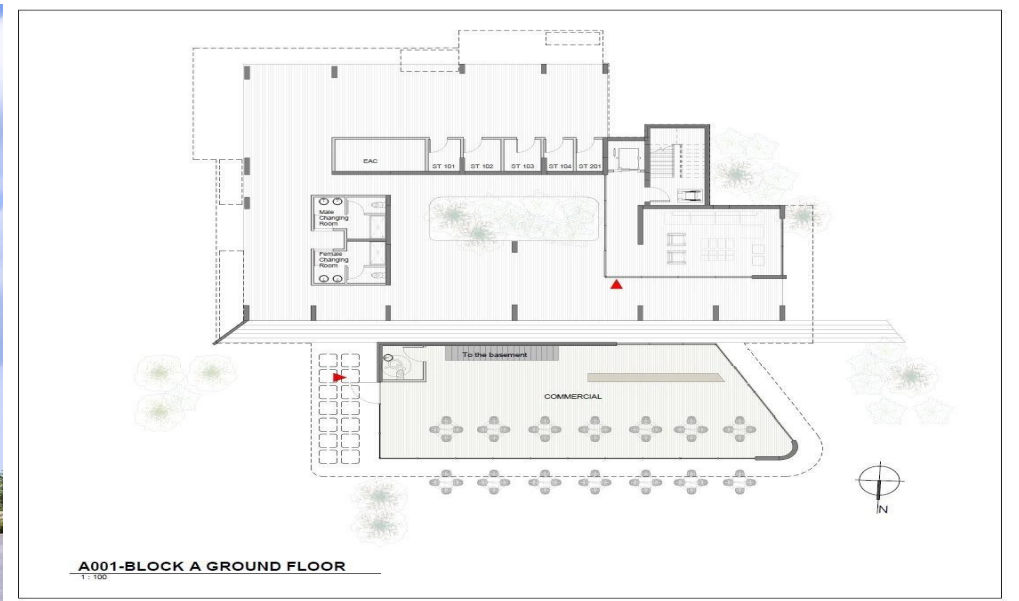 EAC
ST 101
ST 102
ST 103
ST 104
ST 201
Male
Changing
Room
Female
Changing
Room
To the basement
COMMERCIAL
N
A001-BLOCK A GROUND FLOOR
1 : 100